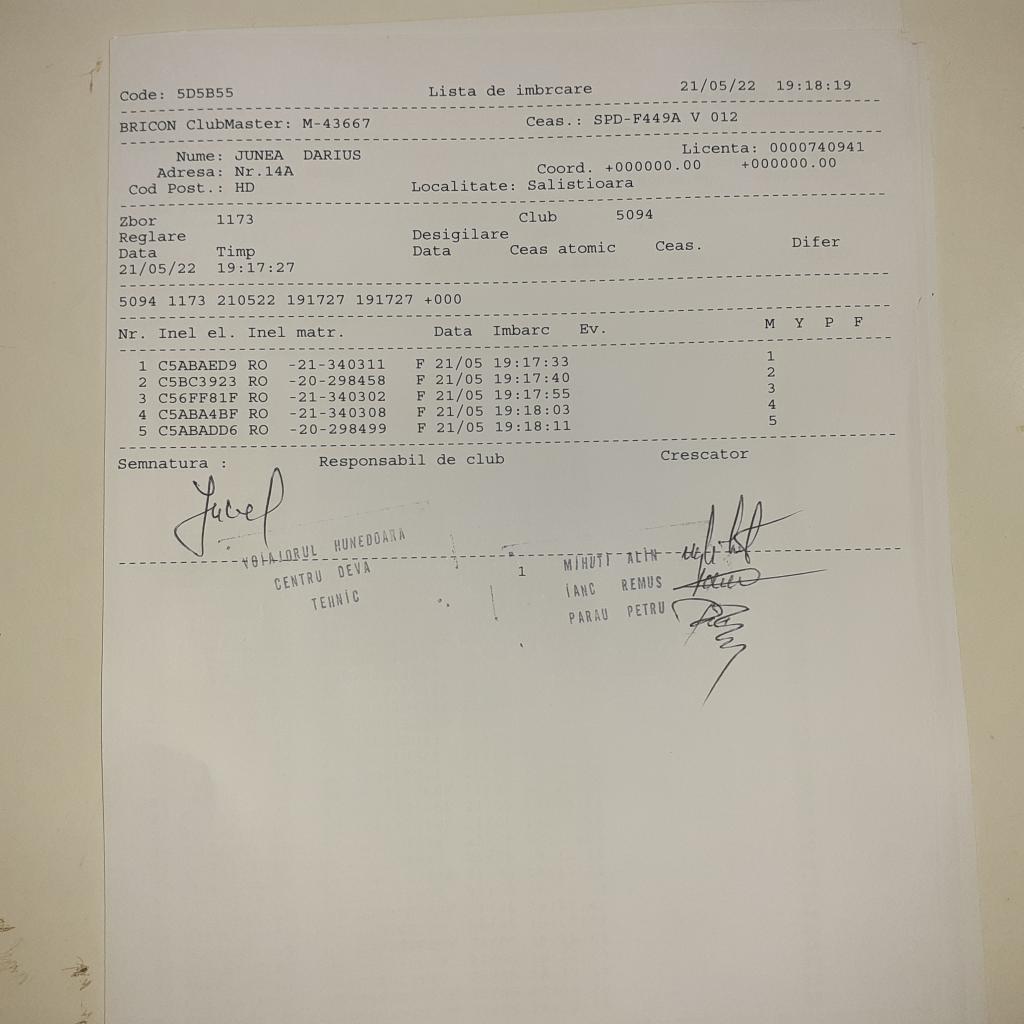 Code: 5D5B55 Lista de imbrcare 21/05/22 19:18:19
BRICON ClubMaster: M-43667 Ceas.: SPD-F449A V 012
Nume: JUNEA DARIUS Licenta: 0000740941
Adresa: Nr.14A Coord. +000000.00 +000000.00
Cod Post.: HD Localitate: Salistioara
Zbor 1173 Club 5094
Reglare Desigilare
Data Timp Data Ceas atomic Ceas. Difer
21/05/22 19:17:27
5094 1173 210522 191727 191727 +000
Nr. Inel el. Inel matr. Data Imbarc Ev. M Y P F
1 C5ABAED9 RO -21-340311 F 21/05 19:17:33 1
2 C5BC3923 RO -20-298458 F 21/05 19:17:40 2
3 C56FF81F RO -21-340302 F 21/05 19:17:55 3
4 C5ABA4BF RO -21-340308 F 21/05 19:18:03 4
5 C5ABADD6 RO -20-298499 F 21/05 19:18:11 5
Semnatura : Responsabil de club Crescator
VOIAJORUL HUNEDOARA
CENTRU DEVA
TEHNIC
1
MIHUTI ALIN
IANC REMUS
PARAU PETRU